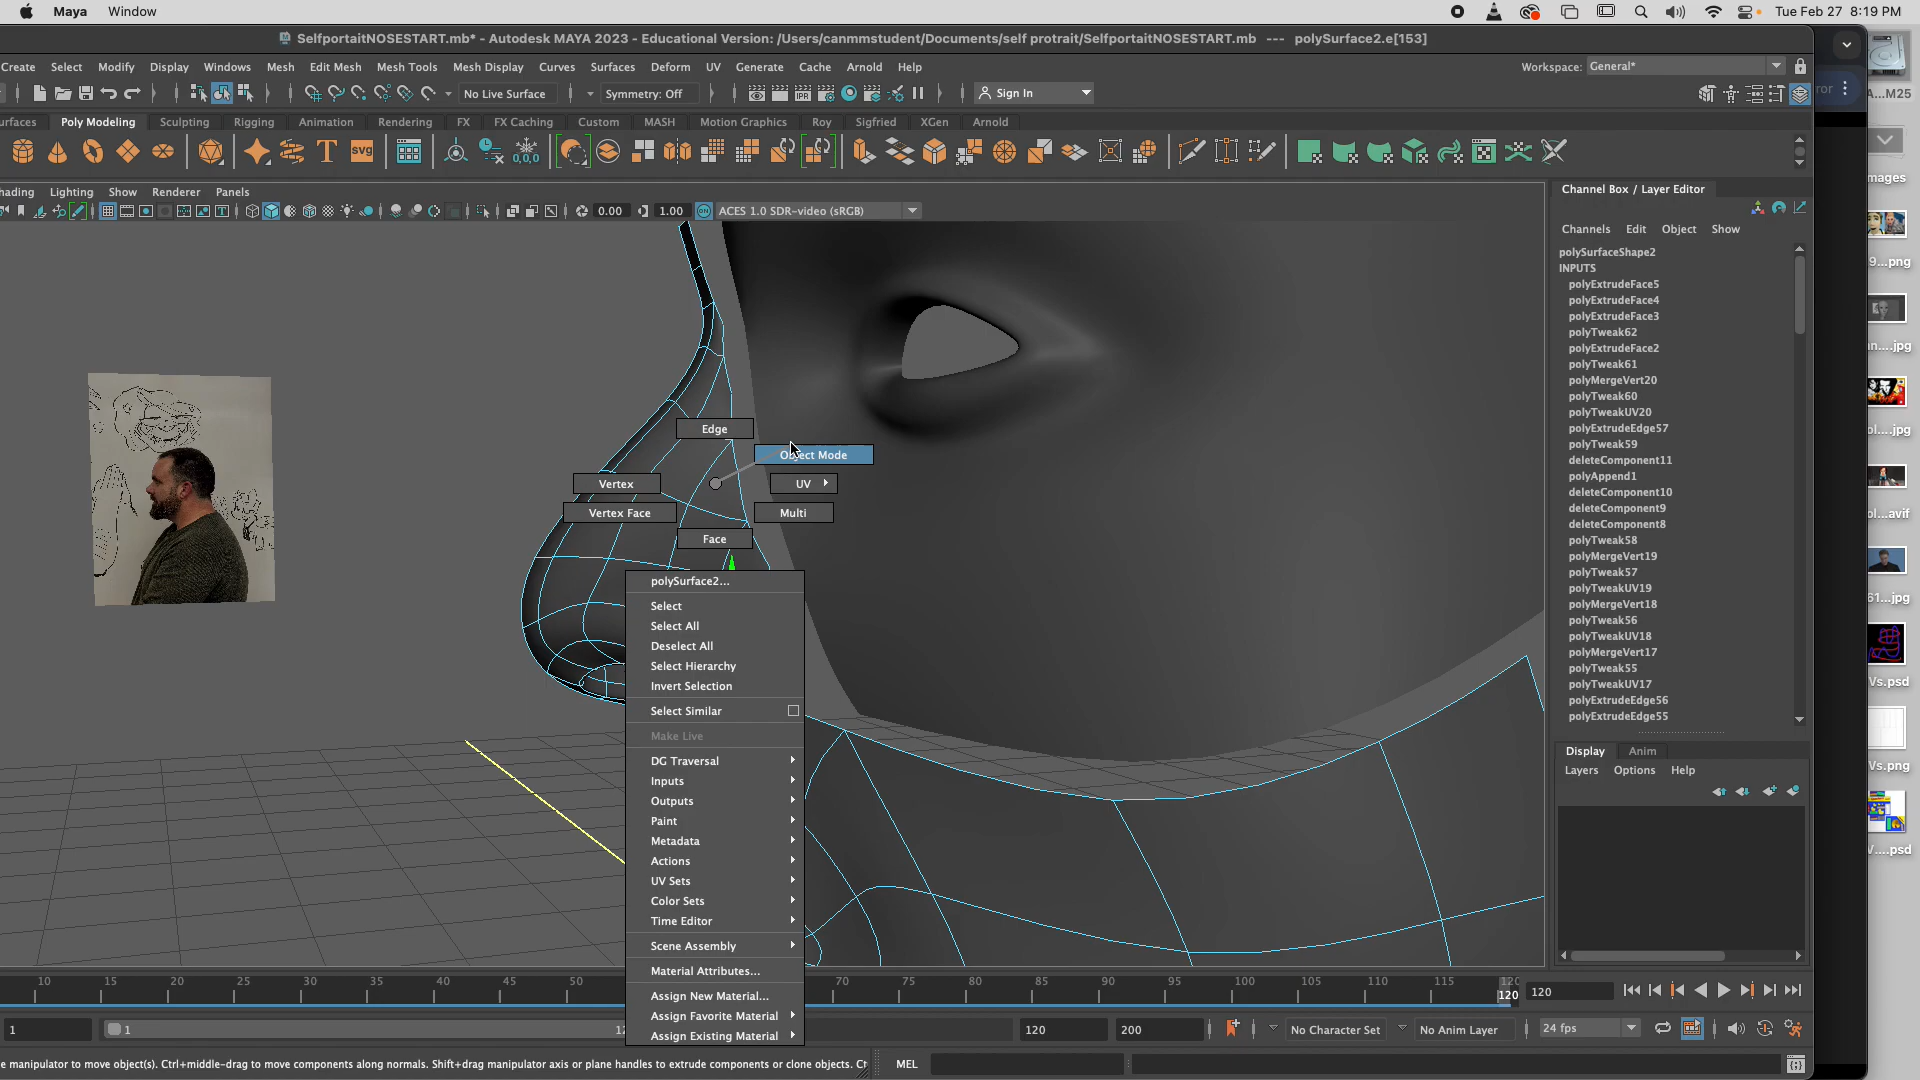 Maya Window Tue Feb 27 8:19 PM
SelfportaitNOSESTART.mb* - Autodesk MAYA 2023 - Educational Version: /Users/canmmstudent/Documents/self protrait/SelfportaitNOSESTART.mb --- polySurface2.e[153]
Create Select Modify Display Windows Mesh Edit Mesh Mesh Tools Mesh Display Curves Surfaces Deform UV Generate Cache Arnold Help Workspace: General*
No Live Surface Symmetry: Off Sign In
urfaces Poly Modeling Sculpting Rigging Animation Rendering FX FX Caching Custom MASH Motion Graphics Roy Sigfried XGen Arnold
hading Lighting Show Renderer Panels
0.00 1.00 ACES 1.0 SDR-video (sRGB)
Channel Box / Layer Editor
Channels Edit Object Show
polySurfaceShape2
INPUTS
polyExtrudeFace5
polyExtrudeFace4
polyExtrudeFace3
polyTweak62
polyExtrudeFace2
polyTweak61
polyMergeVert20
polyTweak60
polyTweakUV20
polyExtrudeEdge57
polyTweak59
deleteComponent11
polyAppend1
deleteComponent10
deleteComponent9
deleteComponent8
polyTweak58
polyMergeVert19
polyTweak57
polyTweakUV19
polyMergeVert18
polyTweak56
polyTweakUV18
polyMergeVert17
polyTweak55
polyTweakUV17
polyExtrudeEdge56
polyExtrudeEdge55
Display Anim
Layers Options Help
Edge
Object Mode
Vertex
UV
Vertex Face
Multi
Face
polySurface2...
Select
Select All
Deselect All
Select Hierarchy
Invert Selection
Select Similar
Make Live
DG Traversal
Inputs
Outputs
Paint
Metadata
Actions
UV Sets
Color Sets
Time Editor
Scene Assembly
Material Attributes...
Assign New Material...
Assign Favorite Material
Assign Existing Material
10 15 20 25 30 35 40 45 50 70 75 80 85 90 95 100 105 110 115 120
120 120
1 1 12 120 200 No Character Set No Anim Layer 24 fps
e manipulator to move object(s). Ctrl+middle-drag to move components along normals. Shift+drag manipulator axis or plane handles to extrude components or clone objects. Ct MEL
ror
A...M25
mages
9...png
n....jpg
ol....jpg
ol...avif
61...jpg
Vs.psd
Vs.png
V....psd